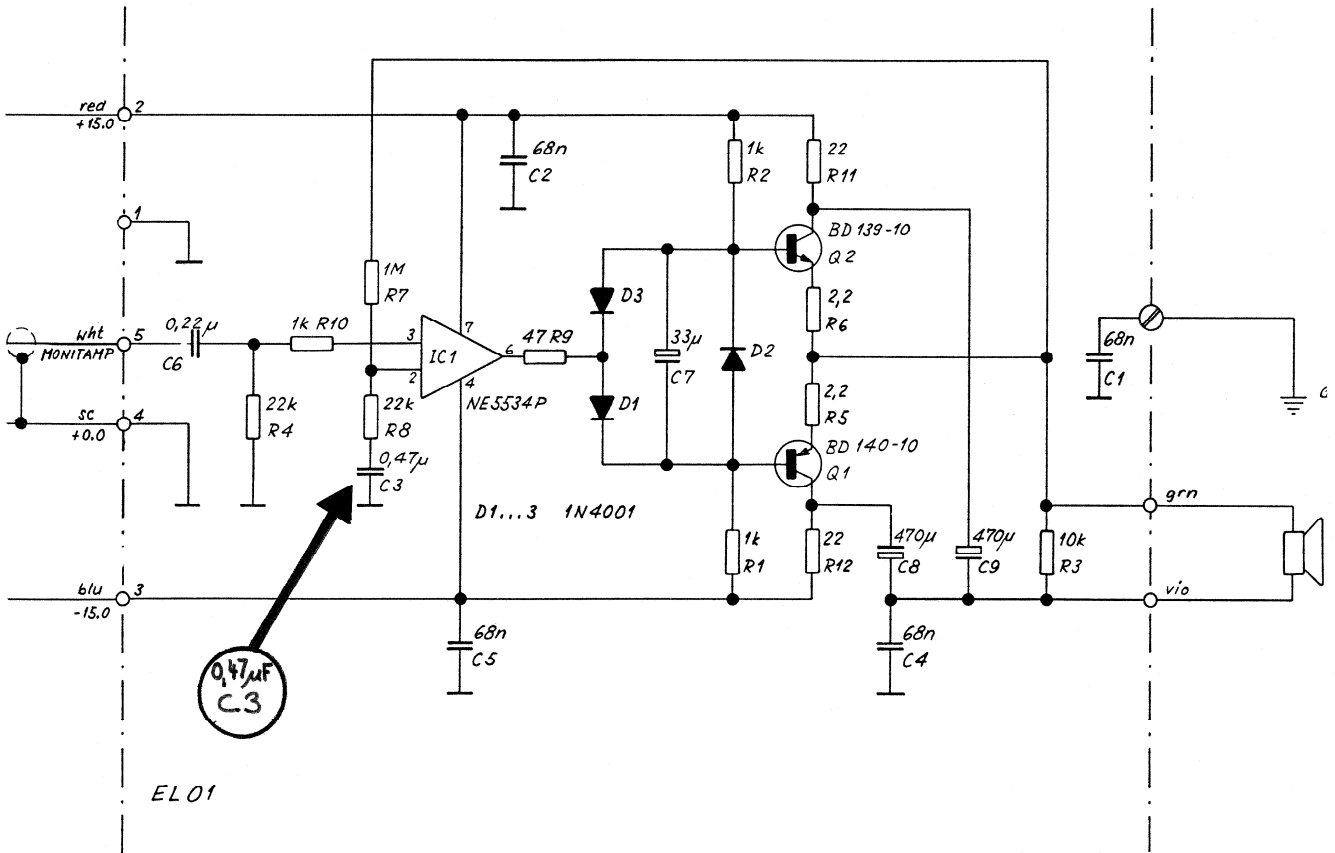 red 2
+15.0
1
wht 5
MONITAMP
sc 4
+0.0
blu 3
-15.0
0,22µ
C6
1k R10
22k
R4
1M
R7
22k
R8
0,47µ
C3
3
2
IC1
7
6
4
NE5534P
47 R9
68n
C2
68n
C5
D3
D1
D1...3 1N4001
33µ
C7
D2
1k
R2
1k
R1
22
R11
BD 139-10
Q2
2,2
R6
2,2
R5
BD 140-10
Q1
22
R12
470µ
C8
470µ
C9
68n
C4
10k
R3
68n
C1
grn
vio
0,47µF
C3
EL01